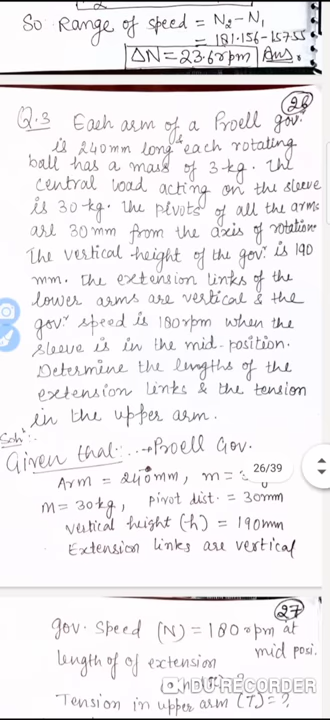 So Range of speed = N₂ - N₁
= 181.156 - 157.55
ΔN = 23.6 rpm Ans.
26
Q.3 Each arm of a Proell gov.
is 240mm long & each rotating
ball has a mass of 3 kg. The
central load acting on the sleeve
is 30 kg. The pivots of all the arms
are 30 mm from the axis of rotation.
The vertical height of the gov. is 190
mm. The extension links of the
lower arms are vertical & the
gov. speed is 180 rpm when the
sleeve is in the mid-position.
Determine the lengths of the
extension links & the tension
in the upper arm.
Soln:-
Given that: → Proell Gov.
Arm = 240mm, m =
26/39
M = 30 kg, pivot dist. = 30mm
vertical height (h) = 190mm
Extension links are vertical
27
gov. Speed (N) = 180 rpm at
mid posi.
length of of extension
DU RECORDER
Tension in upper arm (T₁) = ?